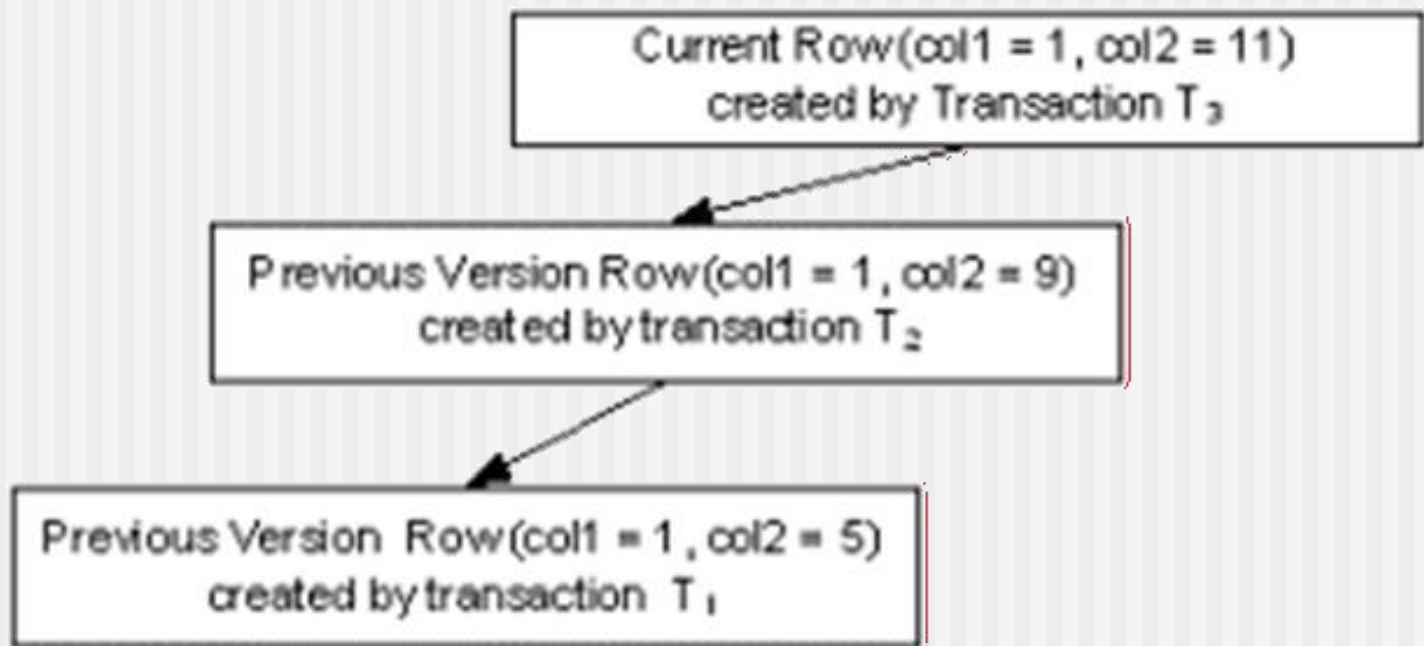 Current Row(col1 = 1, col2 = 11)
created by Transaction T₃
Previous Version Row(col1 = 1, col2 = 9)
created by transaction T₂
Previous Version Row(col1 = 1, col2 = 5)
created by transaction T₁